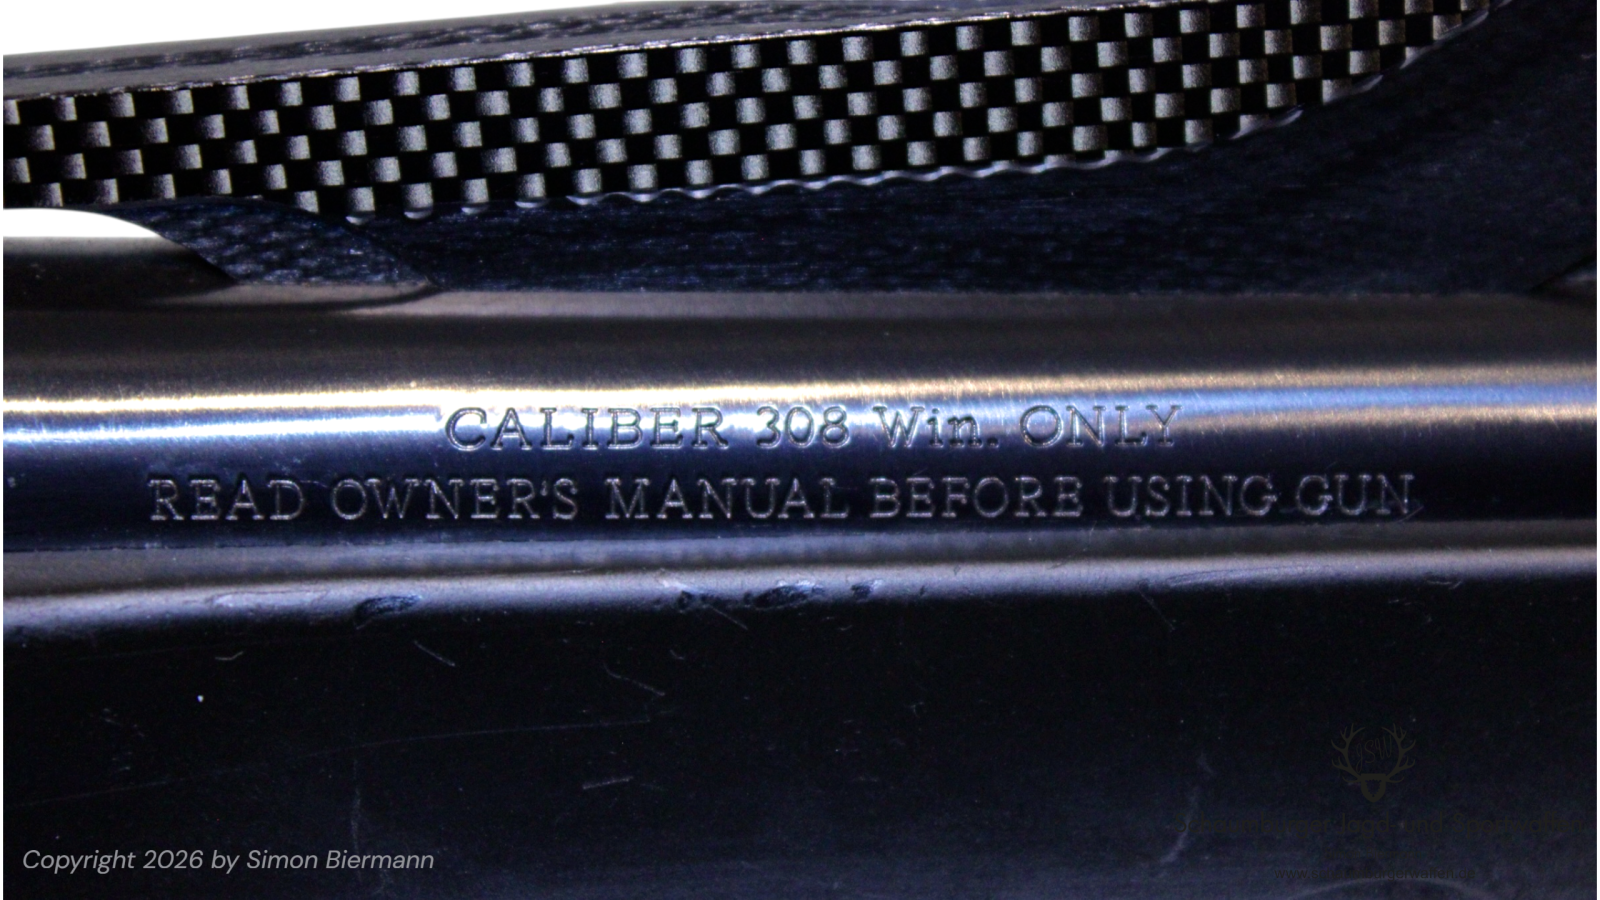 CALIBER 308 Win. ONLY
READ OWNER'S MANUAL BEFORE USING GUN
Copyright 2026 by Simon Biermann